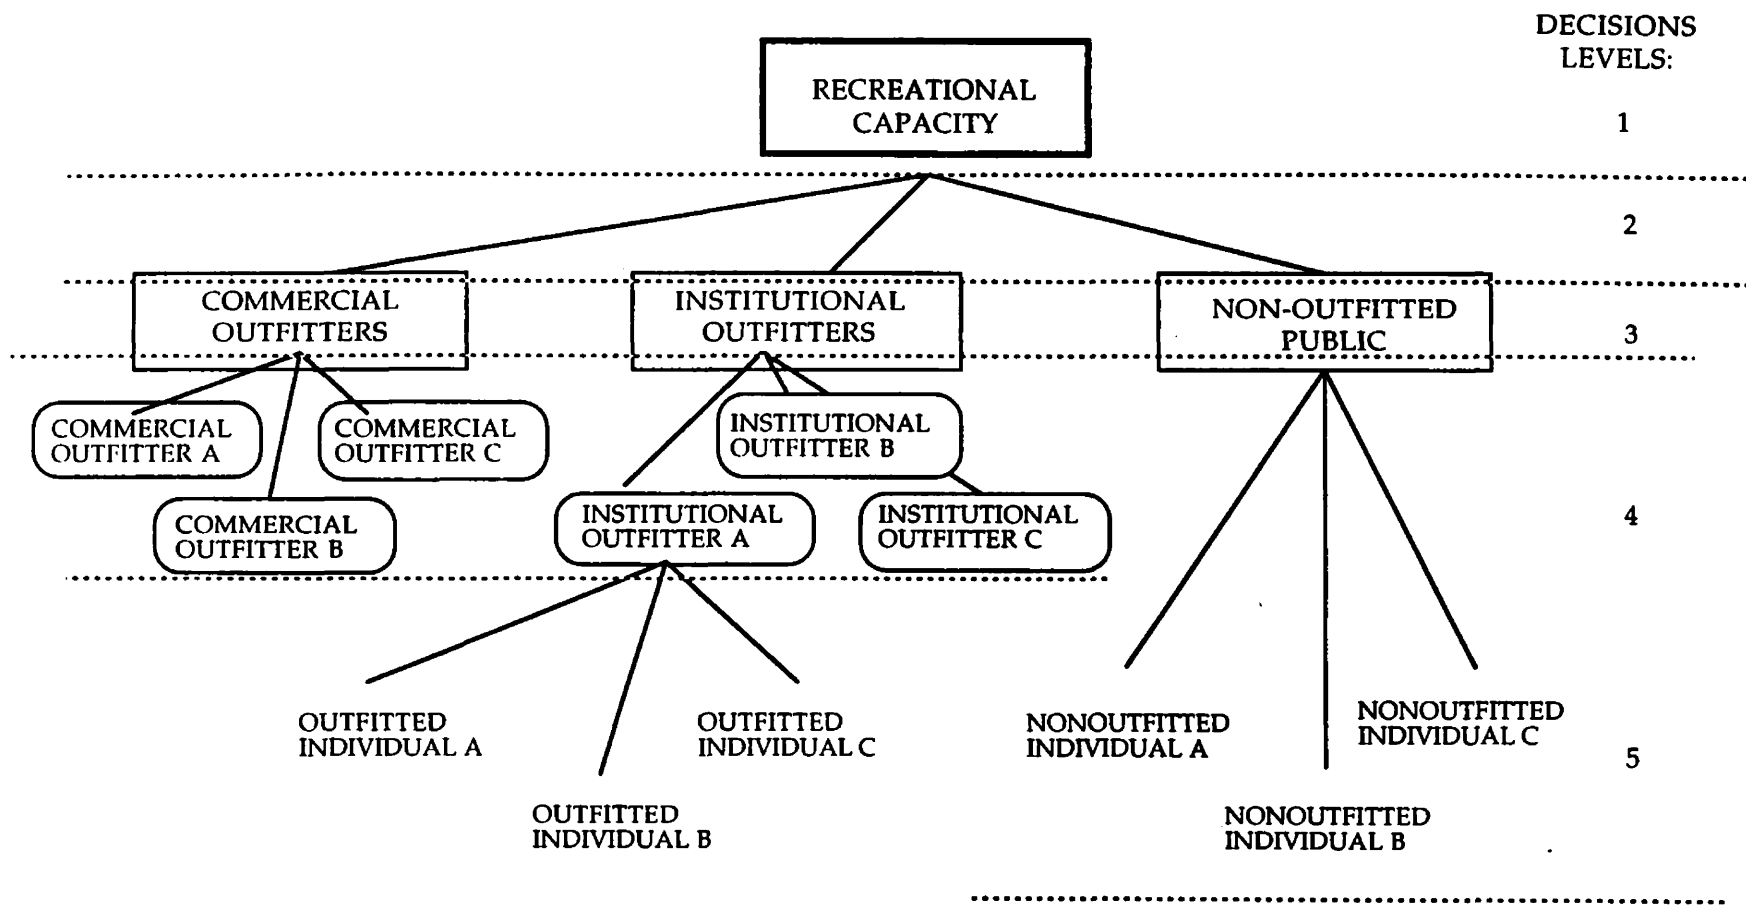 DECISIONS
LEVELS:
RECREATIONAL
CAPACITY
1
2
COMMERCIAL
OUTFITTERS
INSTITUTIONAL
OUTFITTERS
NON-OUTFITTED
PUBLIC
3
COMMERCIAL
OUTFITTER A
COMMERCIAL
OUTFITTER C
INSTITUTIONAL
OUTFITTER B
COMMERCIAL
OUTFITTER B
INSTITUTIONAL
OUTFITTER A
INSTITUTIONAL
OUTFITTER C
4
OUTFITTED
INDIVIDUAL A
OUTFITTED
INDIVIDUAL C
NONOUTFITTED
INDIVIDUAL A
NONOUTFITTED
INDIVIDUAL C
5
OUTFITTED
INDIVIDUAL B
NONOUTFITTED
INDIVIDUAL B